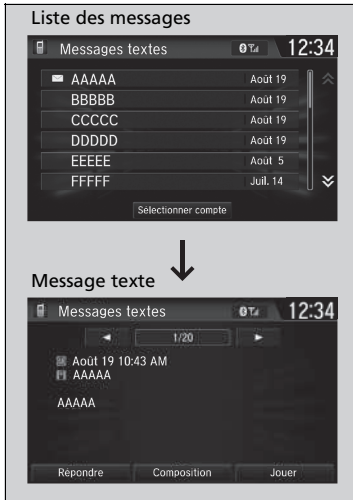 Liste des messages
Messages textes 12:34
AAAAA Août 19
BBBBB Août 19
CCCCC Août 19
DDDDD Août 19
EEEEE Août 5
FFFFF Juil. 14
Sélectionner compte
Message texte
Messages textes 12:34
1/20
Août 19 10:43 AM
AAAAA
AAAAA
Répondre Composition Jouer